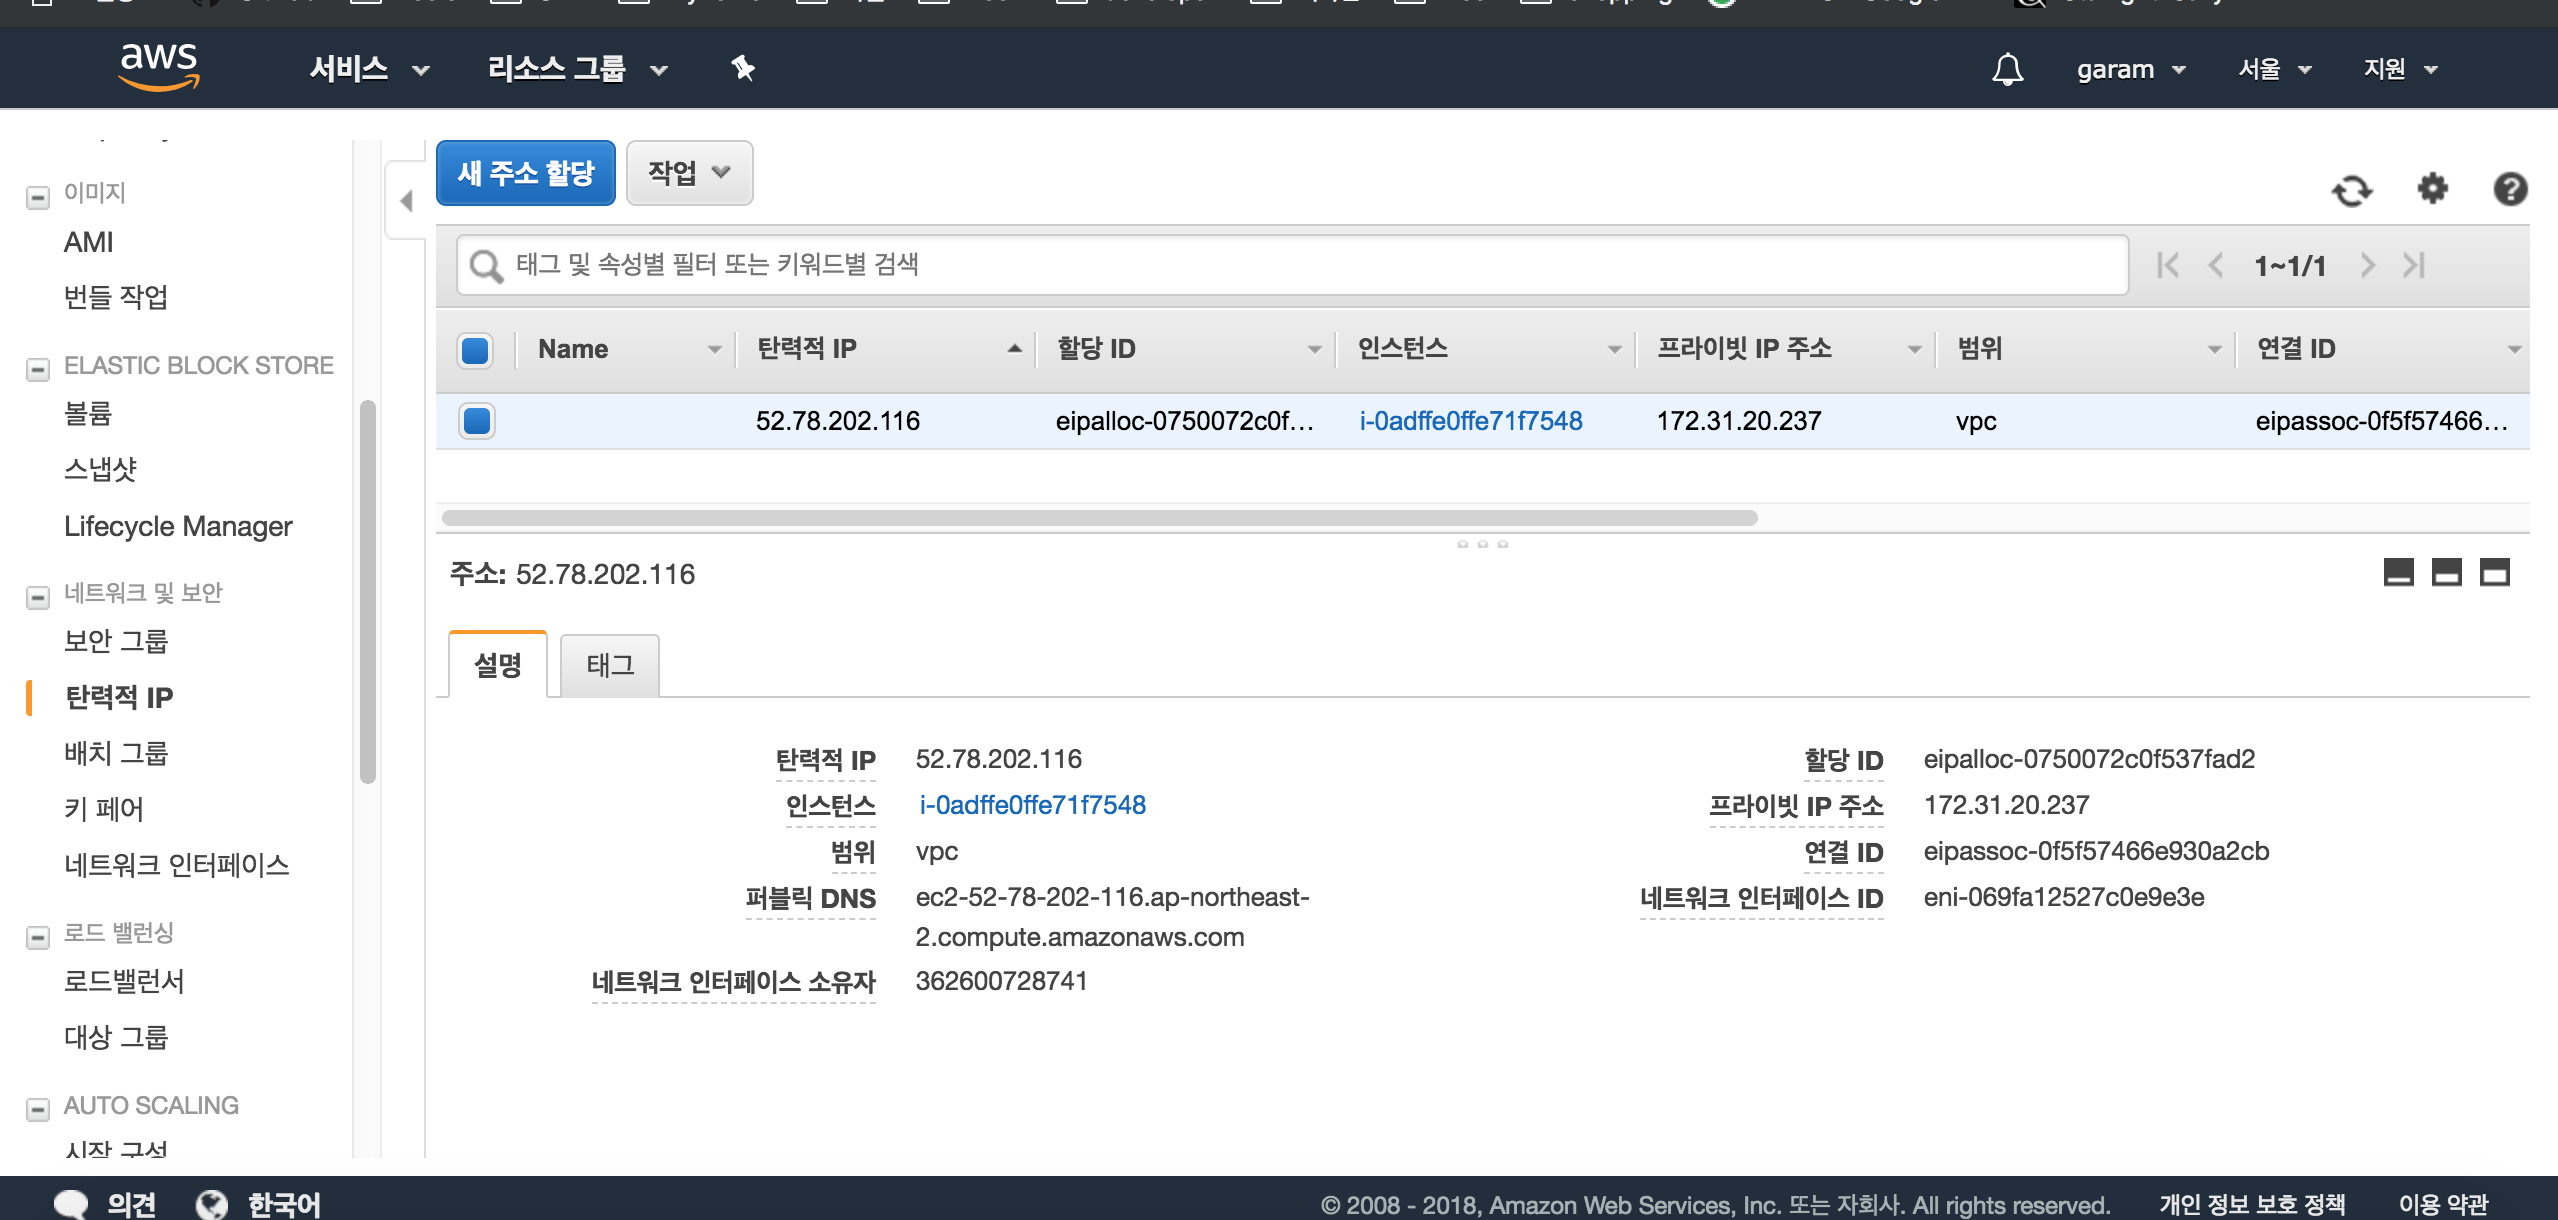 aws 서비스 리소스 그룹 garam 서울 지원
새 주소 할당 작업
이미지
AMI
번들 작업
ELASTIC BLOCK STORE
볼륨
스냅샷
Lifecycle Manager
네트워크 및 보안
보안 그룹
탄력적 IP
배치 그룹
키 페어
네트워크 인터페이스
로드 밸런싱
로드밸런서
대상 그룹
AUTO SCALING
시작 구성
태그 및 속성별 필터 또는 키워드별 검색 1~1/1
Name 탄력적 IP 할당 ID 인스턴스 프라이빗 IP 주소 범위 연결 ID
52.78.202.116 eipalloc-0750072c0f... i-0adffe0ffe71f7548 172.31.20.237 vpc eipassoc-0f5f57466...
주소: 52.78.202.116
설명 태그
탄력적 IP 52.78.202.116
인스턴스 i-0adffe0ffe71f7548
범위 vpc
퍼블릭 DNS ec2-52-78-202-116.ap-northeast-
2.compute.amazonaws.com
네트워크 인터페이스 소유자 362600728741
할당 ID eipalloc-0750072c0f537fad2
프라이빗 IP 주소 172.31.20.237
연결 ID eipassoc-0f5f57466e930a2cb
네트워크 인터페이스 ID eni-069fa12527c0e9e3e
의견 한국어 © 2008 - 2018, Amazon Web Services, Inc. 또는 자회사. All rights reserved. 개인 정보 보호 정책 이용 약관